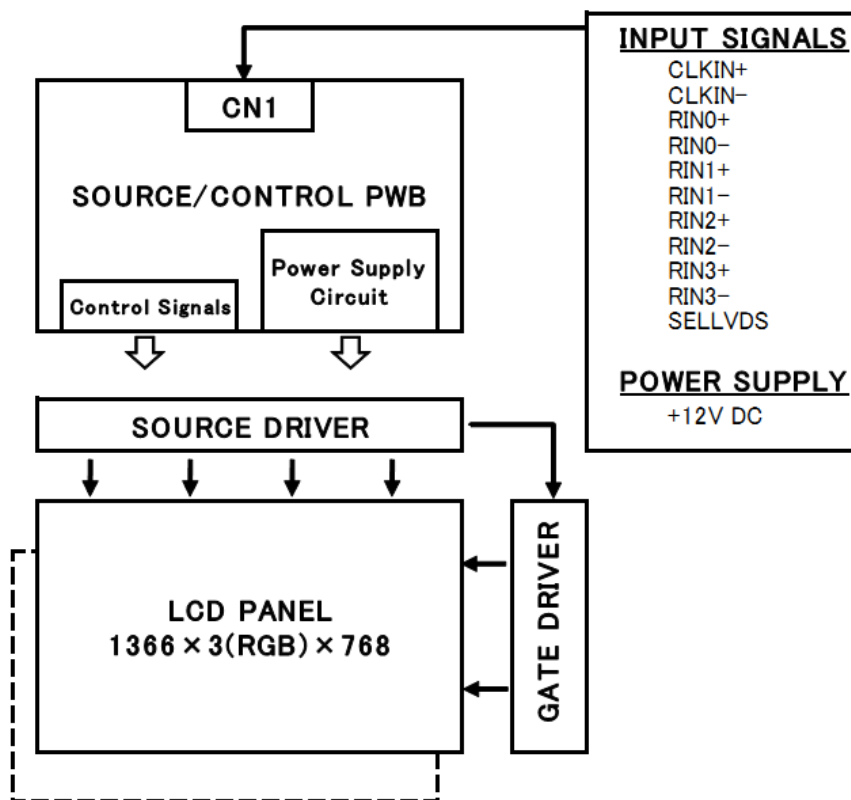 INPUT SIGNALS
CLKIN+
CLKIN-
RIN0+
RIN0-
RIN1+
RIN1-
RIN2+
RIN2-
RIN3+
RIN3-
SELLVDS
POWER SUPPLY
+12V DC
CN1
SOURCE/CONTROL PWB
Control Signals
Power Supply
Circuit
SOURCE DRIVER
LCD PANEL
1366×3(RGB)×768
GATE DRIVER